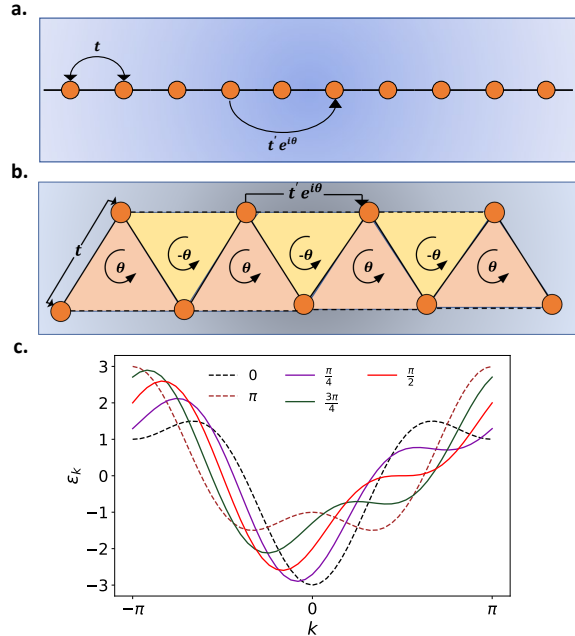 a.
t
t′e^{iθ}
b.
t′e^{iθ}
t
θ -θ θ -θ θ -θ θ
c.
0 π/4 π/2
π 3π/4
3
2
1
0
−1
−2
−3
ε_k
−π 0 π
k